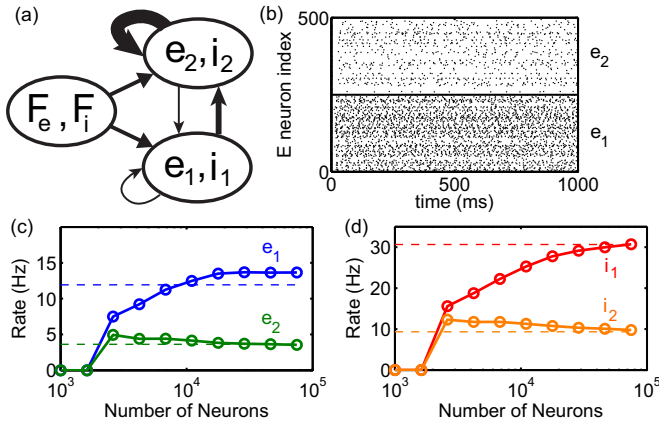 (a)
e2, i2
Fe, Fi
e1, i1
(b)
500
E neuron index
0
e2
e1
0
500
1000
time (ms)
(c)
Rate (Hz)
15
10
5
0
e1
e2
10^3
10^4
10^5
Number of Neurons
(d)
Rate (Hz)
30
20
10
0
i1
i2
10^3
10^4
10^5
Number of Neurons